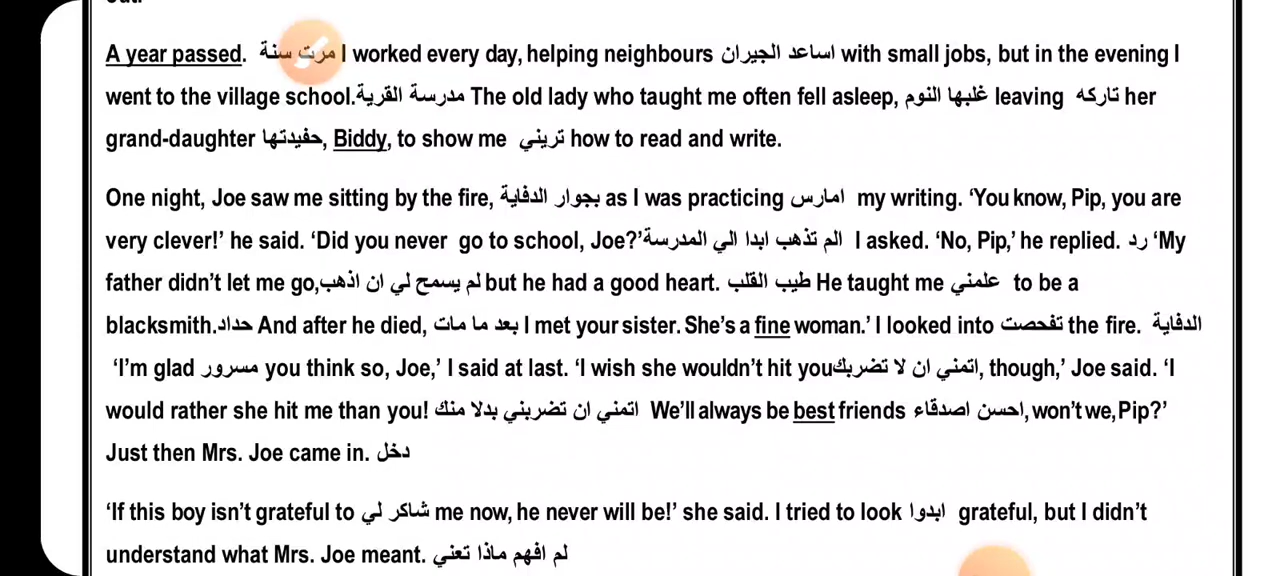 A year passed. مرت سنة I worked every day, helping neighbours اساعد الجيران with small jobs, but in the evening I
went to the village school.مدرسة القرية The old lady who taught me often fell asleep, غلبها النوم leaving تاركه her
grand-daughter حفيدتها, Biddy, to show me تريني how to read and write.
One night, Joe saw me sitting by the fire, بجوار الدفاية as I was practicing امارس my writing. ‘You know, Pip, you are
very clever!’ he said. ‘Did you never go to school, Joe?’الم تذهب ابدا الي المدرسة I asked. ‘No, Pip,’ he replied. رد ‘My
father didn’t let me go,لم يسمح لي ان اذهب but he had a good heart. طيب القلب He taught me علمني to be a
blacksmith.حداد And after he died, بعد ما مات I met your sister. She’s a fine woman.’ I looked into تفحصت the fire. الدفاية
‘I’m glad مسرور you think so, Joe,’ I said at last. ‘I wish she wouldn’t hit youاتمني ان لا تضربك, though,’ Joe said. ‘I
would rather she hit me than you! اتمني ان تضربني بدلا منك We’ll always be best friends احسن اصدقاء, won’t we, Pip?’
Just then Mrs. Joe came in. دخل
‘If this boy isn’t grateful to شاكر لي me now, he never will be!’ she said. I tried to look ابدوا grateful, but I didn’t
understand what Mrs. Joe meant. لم افهم ماذا تعني